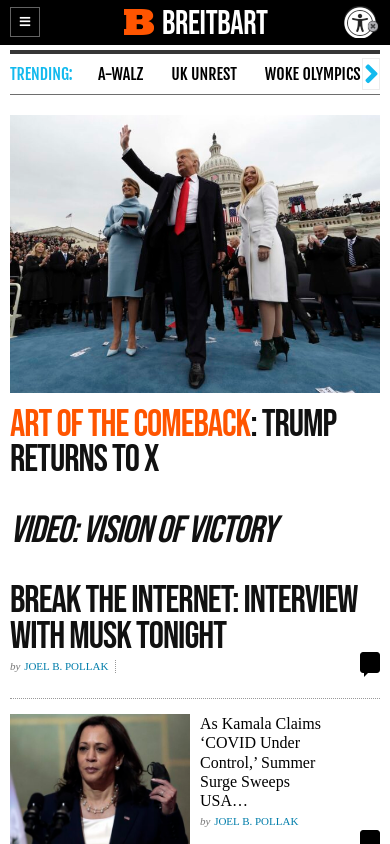 BREITBART
TRENDING: A-WALZ UK UNREST WOKE OLYMPICS
ART OF THE COMEBACK: TRUMP
RETURNS TO X
VIDEO: VISION OF VICTORY
BREAK THE INTERNET: INTERVIEW
WITH MUSK TONIGHT
by JOEL B. POLLAK
As Kamala Claims
‘COVID Under
Control,’ Summer
Surge Sweeps
USA…
by JOEL B. POLLAK